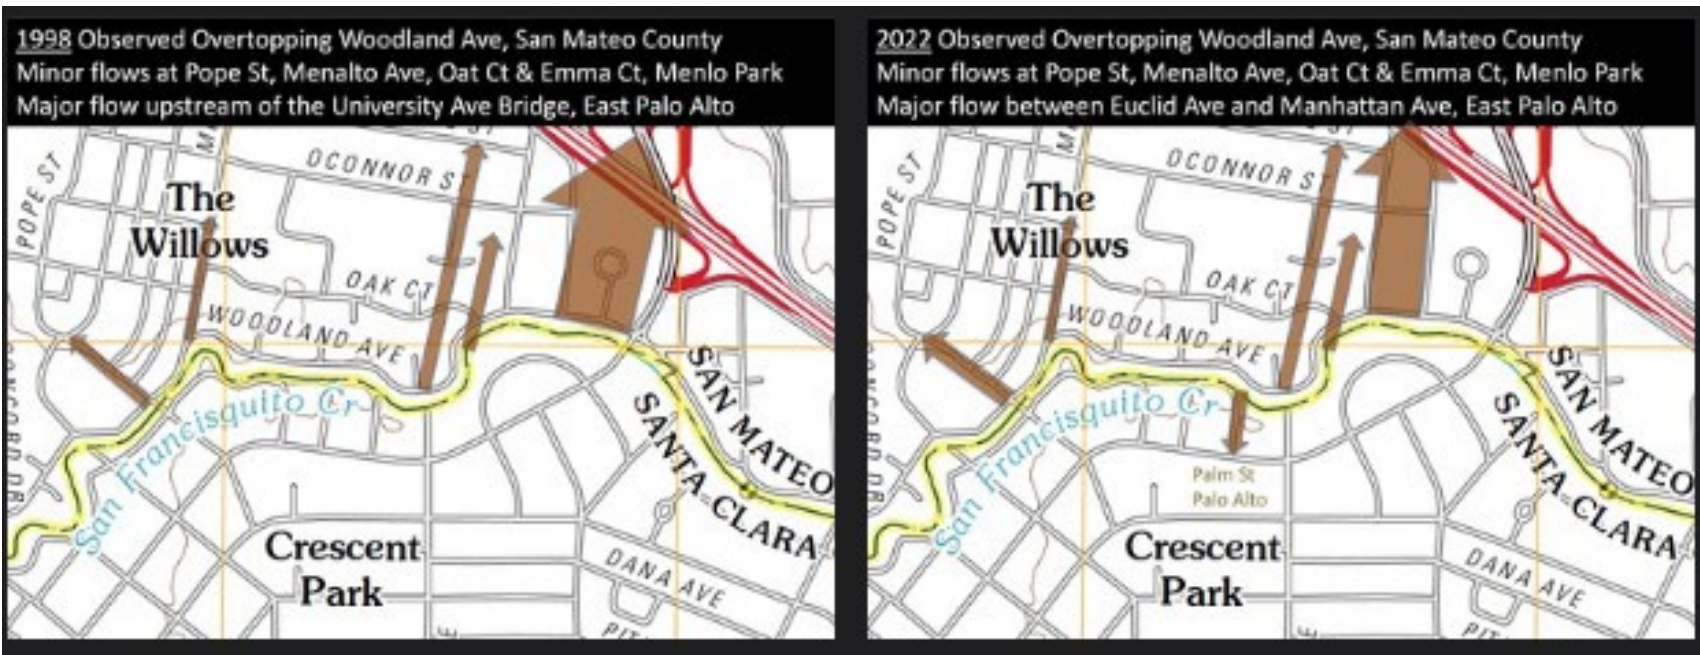 1998 Observed Overtopping Woodland Ave, San Mateo County
Minor flows at Pope St, Menalto Ave, Oat Ct & Emma Ct, Menlo Park
Major flow upstream of the University Ave Bridge, East Palo Alto
POPE ST
The
Willows
OCONNOR ST
OAK CT
WOODLAND AVE
San Francisquito Cr
SAN MATEO
SANTA CLARA
Crescent
Park
DANA AVE
2022 Observed Overtopping Woodland Ave, San Mateo County
Minor flows at Pope St, Menalto Ave, Oat Ct & Emma Ct, Menlo Park
Major flow between Euclid Ave and Manhattan Ave, East Palo Alto
POPE ST
The
Willows
OCONNOR ST
OAK CT
WOODLAND AVE
San Francisquito Cr
Palm St
Palo Alto
SAN MATEO
SANTA CLARA
Crescent
Park
DANA AVE